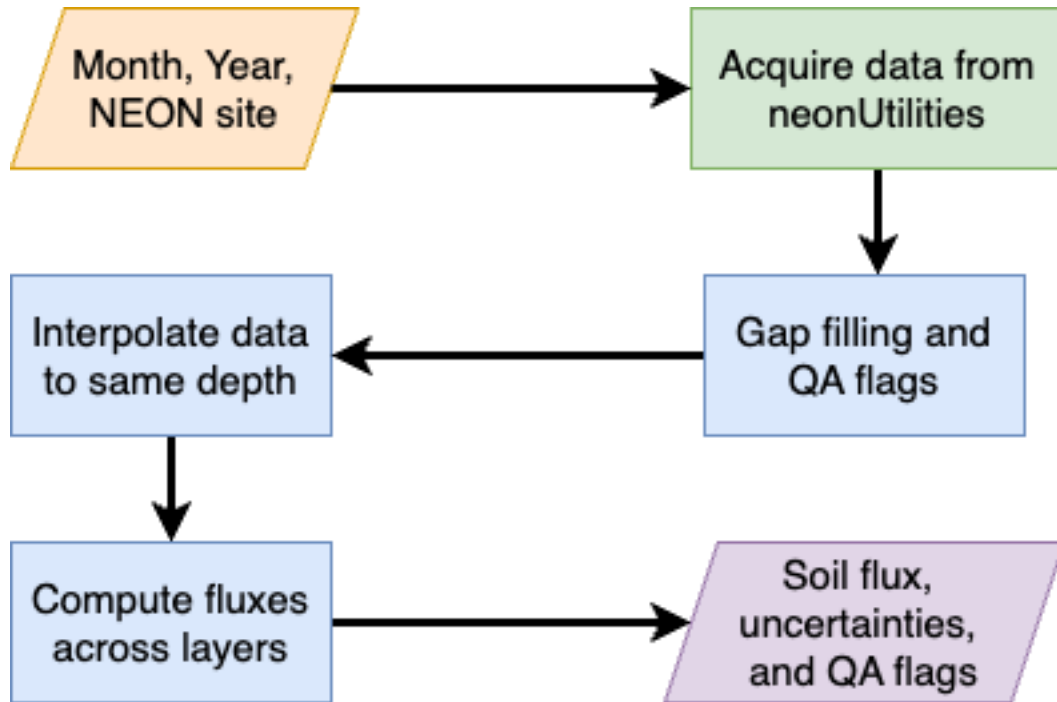 Month, Year,
NEON site
Acquire data from
neonUtilities
Gap filling and
QA flags
Interpolate data
to same depth
Compute fluxes
across layers
Soil flux,
uncertainties,
and QA flags